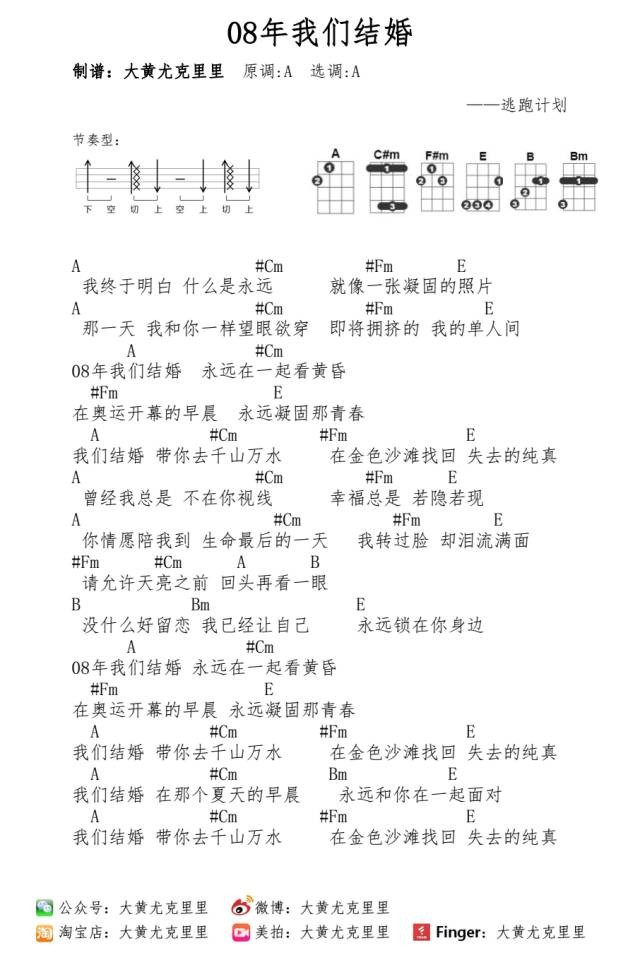 08年我们结婚
制谱：大黄尤克里里 原调:A 选调:A
——逃跑计划
节奏型：
A C#m F#m E B Bm
1 2 1 3 1 2 3 1 2 3 4 1 2 3 1 3
下 空 切 上 空 上 切 上
A #Cm #Fm E
我终于明白 什么是永远 就像一张凝固的照片
A #Cm #Fm E
那一天 我和你一样望眼欲穿 即将拥挤的 我的单人间
A #Cm
08年我们结婚 永远在一起看黄昏
#Fm E
在奥运开幕的早晨 永远凝固那青春
A #Cm #Fm E
我们结婚 带你去千山万水 在金色沙滩找回 失去的纯真
A #Cm #Fm E
曾经我总是 不在你视线 幸福总是 若隐若现
A #Cm #Fm E
你情愿陪我到 生命最后的一天 我转过脸 却泪流满面
#Fm #Cm A B
请允许天亮之前 回头再看一眼
B Bm E
没什么好留恋 我已经让自己 永远锁在你身边
A #Cm
08年我们结婚 永远在一起看黄昏
#Fm E
在奥运开幕的早晨 永远凝固那青春
A #Cm #Fm E
我们结婚 带你去千山万水 在金色沙滩找回 失去的纯真
A #Cm Bm E
我们结婚 在那个夏天的早晨 永远和你在一起面对
A #Cm #Fm E
我们结婚 带你去千山万水 在金色沙滩找回 失去的纯真
公众号：大黄尤克里里 微博：大黄尤克里里
淘宝店：大黄尤克里里 美拍：大黄尤克里里 Finger：大黄尤克里里